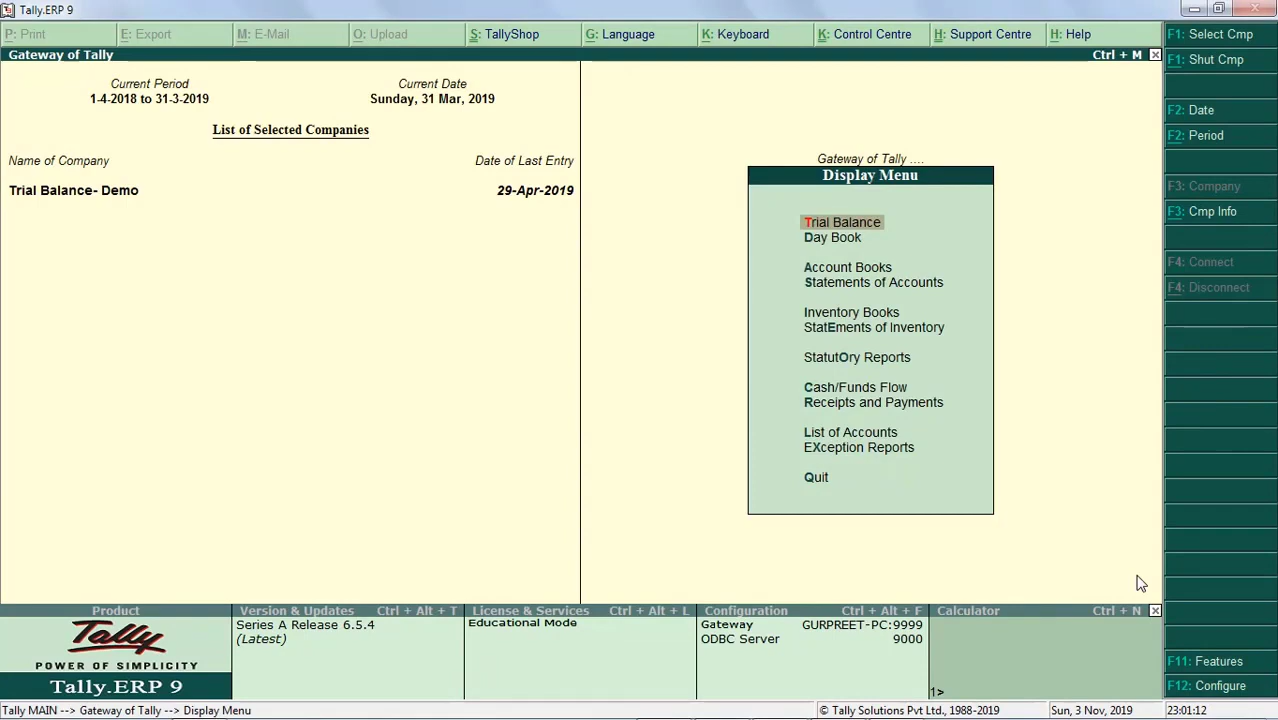 Tally.ERP 9
P: Print
E: Export
M: E-Mail
O: Upload
S: TallyShop
G: Language
K: Keyboard
K: Control Centre
H: Support Centre
H: Help
Gateway of Tally
Ctrl + M
Current Period
1-4-2018 to 31-3-2019
Current Date
Sunday, 31 Mar, 2019
List of Selected Companies
Name of Company
Date of Last Entry
Trial Balance- Demo
29-Apr-2019
Gateway of Tally ....
Display Menu
Trial Balance
Day Book
Account Books
Statements of Accounts
Inventory Books
StatEments of Inventory
StatutOry Reports
Cash/Funds Flow
Receipts and Payments
List of Accounts
EXception Reports
Quit
F1: Select Cmp
F1: Shut Cmp
F2: Date
F2: Period
F3: Company
F3: Cmp Info
F4: Connect
F4: Disconnect
F11: Features
F12: Configure
Product
Tally
POWER OF SIMPLICITY
Tally.ERP 9
Version & Updates Ctrl + Alt + T
Series A Release 6.5.4
(Latest)
License & Services Ctrl + Alt + L
Educational Mode
Configuration Ctrl + Alt + F
Gateway GURPREET-PC:9999
ODBC Server 9000
Calculator Ctrl + N
1>
Tally MAIN --> Gateway of Tally --> Display Menu
© Tally Solutions Pvt Ltd., 1988-2019
Sun, 3 Nov, 2019
23:01:12